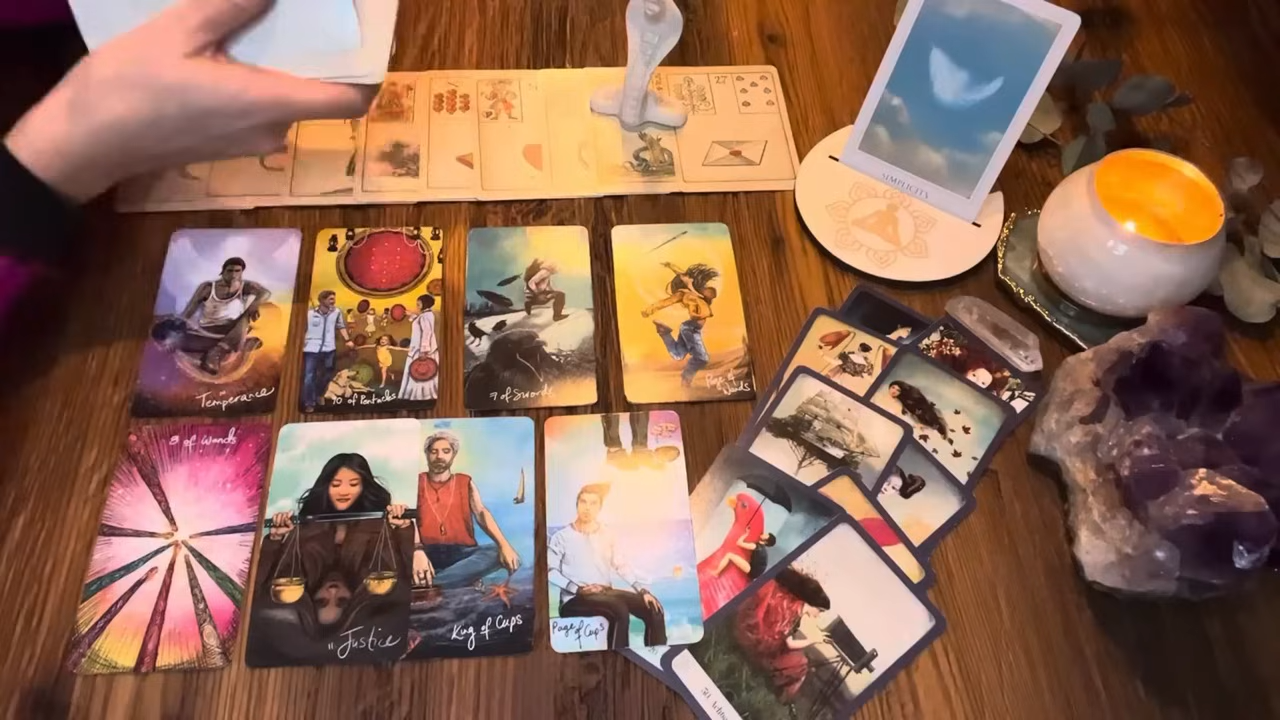 27
SIMPLICITY
Temperance
10 of Pentacles
7 of Swords
Page of
Wands
8 of Wands
11 Justice
King of Cups
Page of Cups